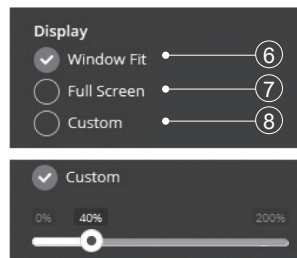 Display
Window Fit 6
Full Screen 7
Custom 8
Custom
0% 40% 200%